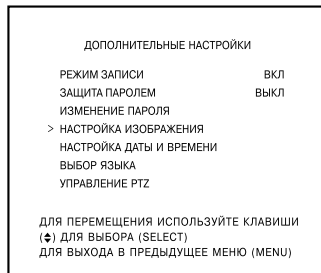 ДОПОЛНИТЕЛЬНЫЕ НАСТРОЙКИ
РЕЖИМ ЗАПИСИ ВКЛ
ЗАЩИТА ПАРОЛЕМ ВЫКЛ
ИЗМЕНЕНИЕ ПАРОЛЯ
> НАСТРОЙКА ИЗОБРАЖЕНИЯ
НАСТРОЙКА ДАТЫ И ВРЕМЕНИ
ВЫБОР ЯЗЫКА
УПРАВЛЕНИЕ PTZ
ДЛЯ ПЕРЕМЕЩЕНИЯ ИСПОЛЬЗУЙТЕ КЛАВИШИ
(♦) ДЛЯ ВЫБОРА (SELECT)
ДЛЯ ВЫХОДА В ПРЕДЫДУЩЕЕ МЕНЮ (MENU)